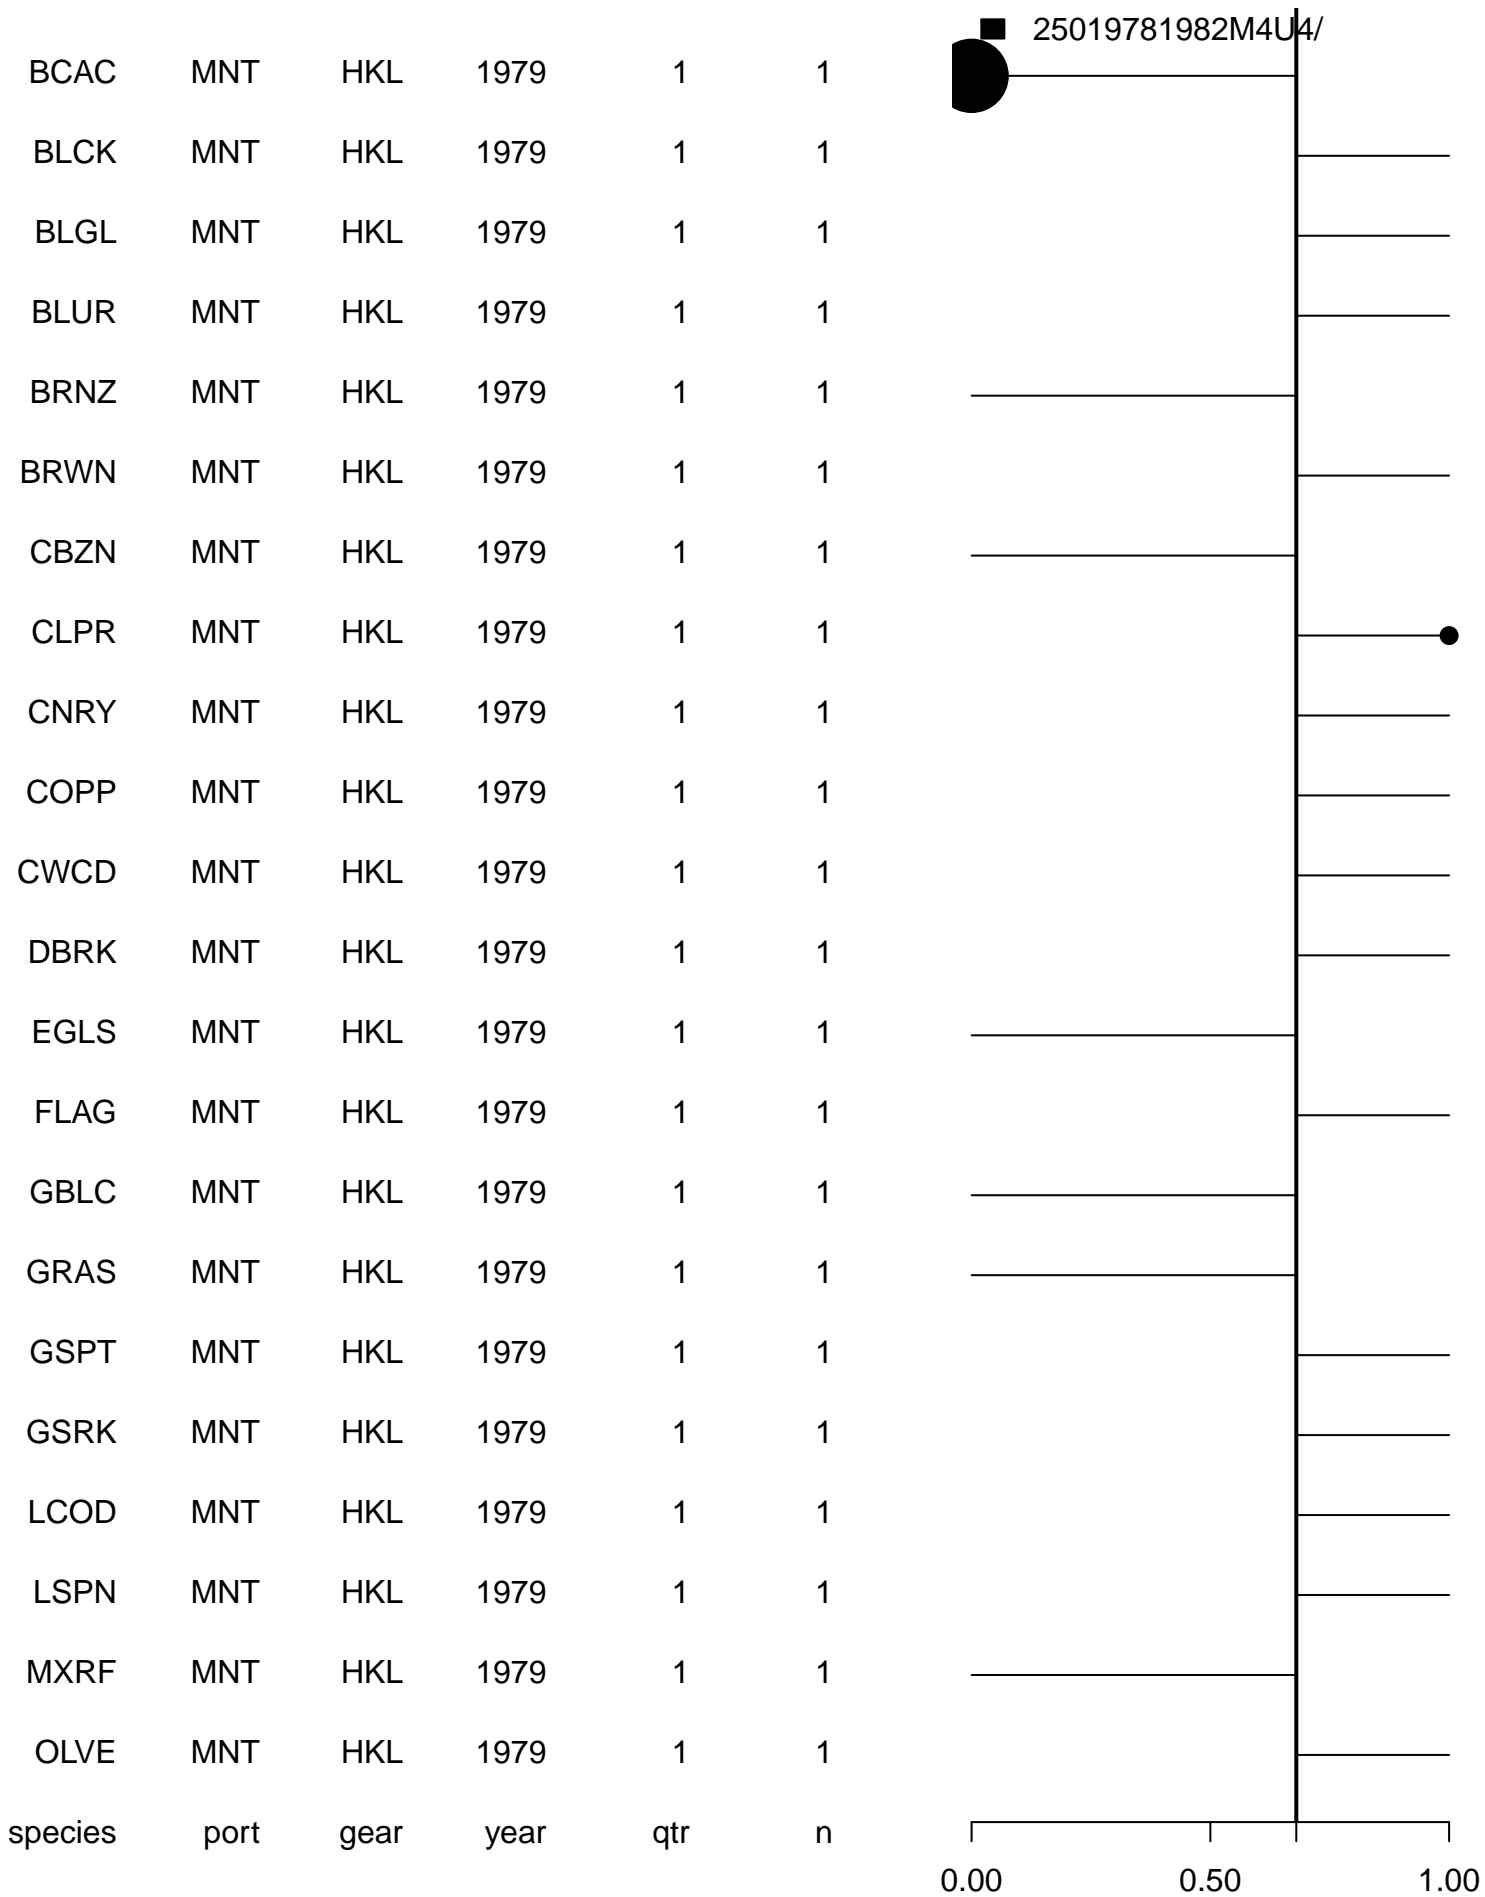 25019781982M4U4/
BCAC MNT HKL 1979 1 1
BLCK MNT HKL 1979 1 1
BLGL MNT HKL 1979 1 1
BLUR MNT HKL 1979 1 1
BRNZ MNT HKL 1979 1 1
BRWN MNT HKL 1979 1 1
CBZN MNT HKL 1979 1 1
CLPR MNT HKL 1979 1 1
CNRY MNT HKL 1979 1 1
COPP MNT HKL 1979 1 1
CWCD MNT HKL 1979 1 1
DBRK MNT HKL 1979 1 1
EGLS MNT HKL 1979 1 1
FLAG MNT HKL 1979 1 1
GBLC MNT HKL 1979 1 1
GRAS MNT HKL 1979 1 1
GSPT MNT HKL 1979 1 1
GSRK MNT HKL 1979 1 1
LCOD MNT HKL 1979 1 1
LSPN MNT HKL 1979 1 1
MXRF MNT HKL 1979 1 1
OLVE MNT HKL 1979 1 1
species port gear year qtr n
0.00 0.50 1.00